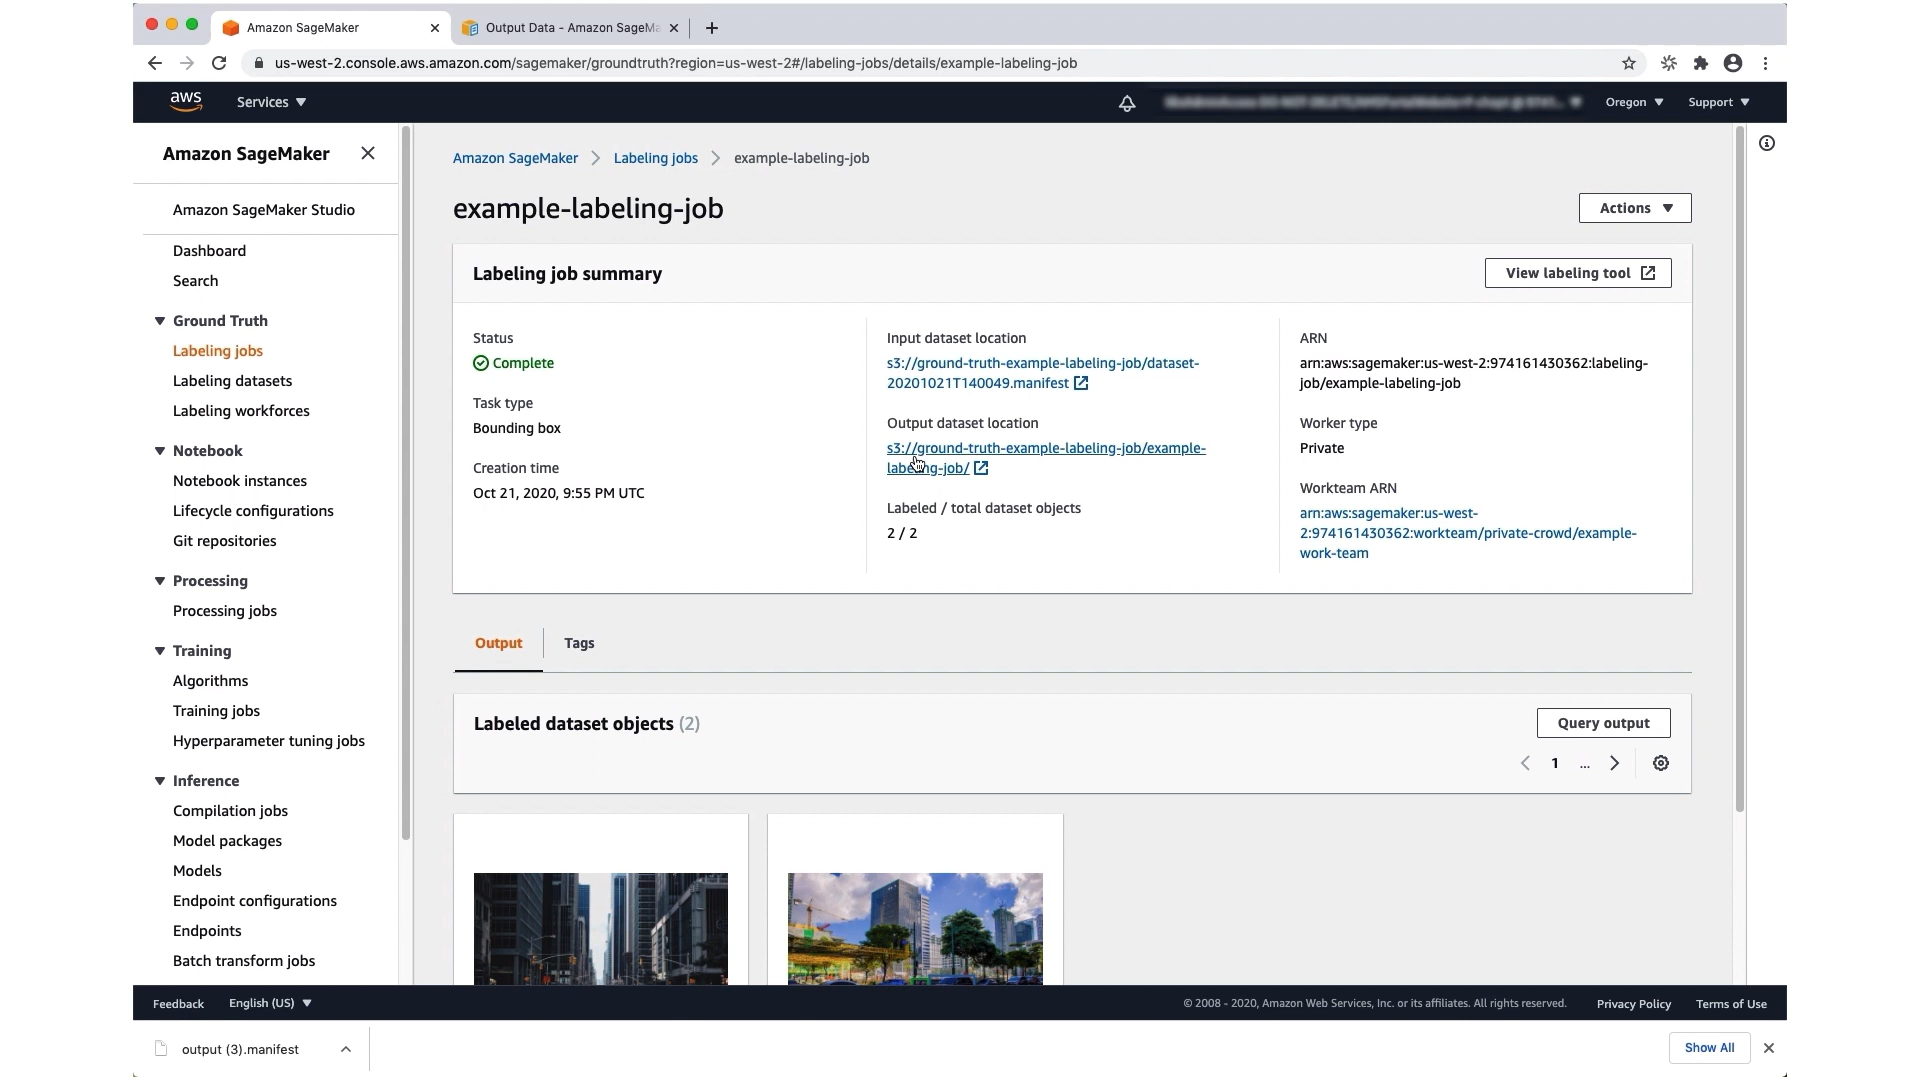 Amazon SageMaker
Output Data - Amazon SageMa
us-west-2.console.aws.amazon.com/sagemaker/groundtruth?region=us-west-2#/labeling-jobs/details/example-labeling-job
aws
Services
Oregon
Support
Amazon SageMaker
Amazon SageMaker Studio
Dashboard
Search
Ground Truth
Labeling jobs
Labeling datasets
Labeling workforces
Notebook
Notebook instances
Lifecycle configurations
Git repositories
Processing
Processing jobs
Training
Algorithms
Training jobs
Hyperparameter tuning jobs
Inference
Compilation jobs
Model packages
Models
Endpoint configurations
Endpoints
Batch transform jobs
Amazon SageMaker
Labeling jobs
example-labeling-job
example-labeling-job
Actions
Labeling job summary
View labeling tool
Status
Complete
Task type
Bounding box
Creation time
Oct 21, 2020, 9:55 PM UTC
Input dataset location
s3://ground-truth-example-labeling-job/dataset-
20201021T140049.manifest
Output dataset location
s3://ground-truth-example-labeling-job/example-
labeling-job/
Labeled / total dataset objects
2 / 2
ARN
arn:aws:sagemaker:us-west-2:974161430362:labeling-
job/example-labeling-job
Worker type
Private
Workteam ARN
arn:aws:sagemaker:us-west-
2:974161430362:workteam/private-crowd/example-
work-team
Output
Tags
Labeled dataset objects (2)
Query output
1
...
Feedback
English (US)
© 2008 - 2020, Amazon Web Services, Inc. or its affiliates. All rights reserved.
Privacy Policy
Terms of Use
output (3).manifest
Show All